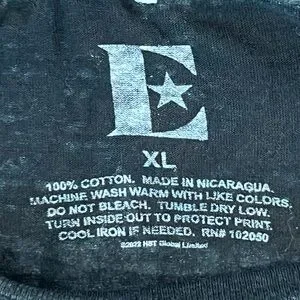 E
XL
100% COTTON. MADE IN NICARAGUA.
MACHINE WASH WARM WITH LIKE COLORS.
DO NOT BLEACH. TUMBLE DRY LOW.
TURN INSIDE OUT TO PROTECT PRINT.
COOL IRON IF NEEDED. RN# 102050
©2022 HBT Global Limited